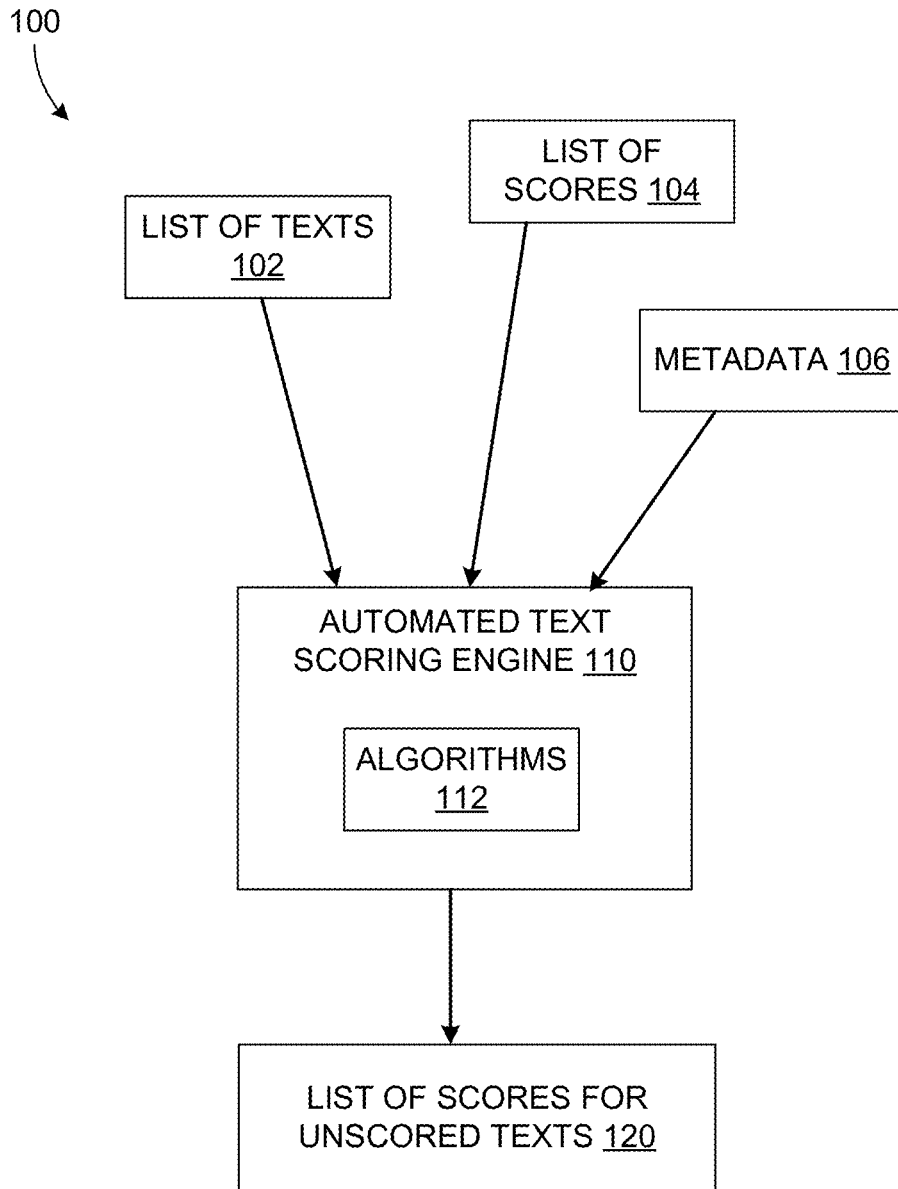 100
LIST OF
SCORES 104
LIST OF TEXTS
102
METADATA 106
AUTOMATED TEXT
SCORING ENGINE 110
ALGORITHMS
112
LIST OF SCORES FOR
UNSCORED TEXTS 120